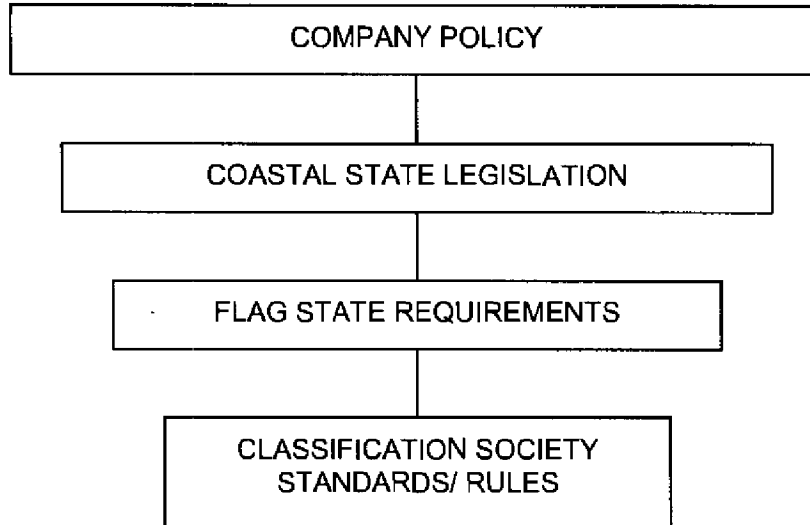 COMPANY POLICY
COASTAL STATE LEGISLATION
FLAG STATE REQUIREMENTS
CLASSIFICATION SOCIETY
STANDARDS/ RULES